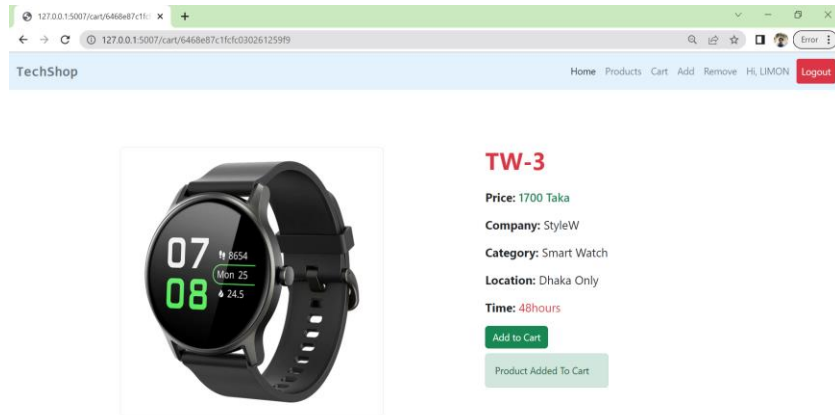 127.0.0.1:5007/cart/6468e87c1fc
127.0.0.1:5007/cart/6468e87c1fcfc030261259f9
Error
TechShop
Home Products Cart Add Remove Hi, LIMON Logout
TW-3
Price: 1700 Taka
Company: StyleW
Category: Smart Watch
Location: Dhaka Only
Time: 48hours
Add to Cart
Product Added To Cart
07
08
8654
Mon 25
24.5